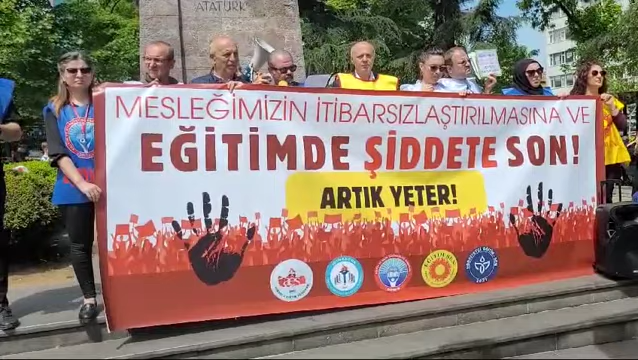 ATATÜRK
MESLEĞİMİZİN İTİBARSIZLAŞTIRILMASINA VE
EĞİTİMDE ŞİDDETE SON!
ARTIK YETER!